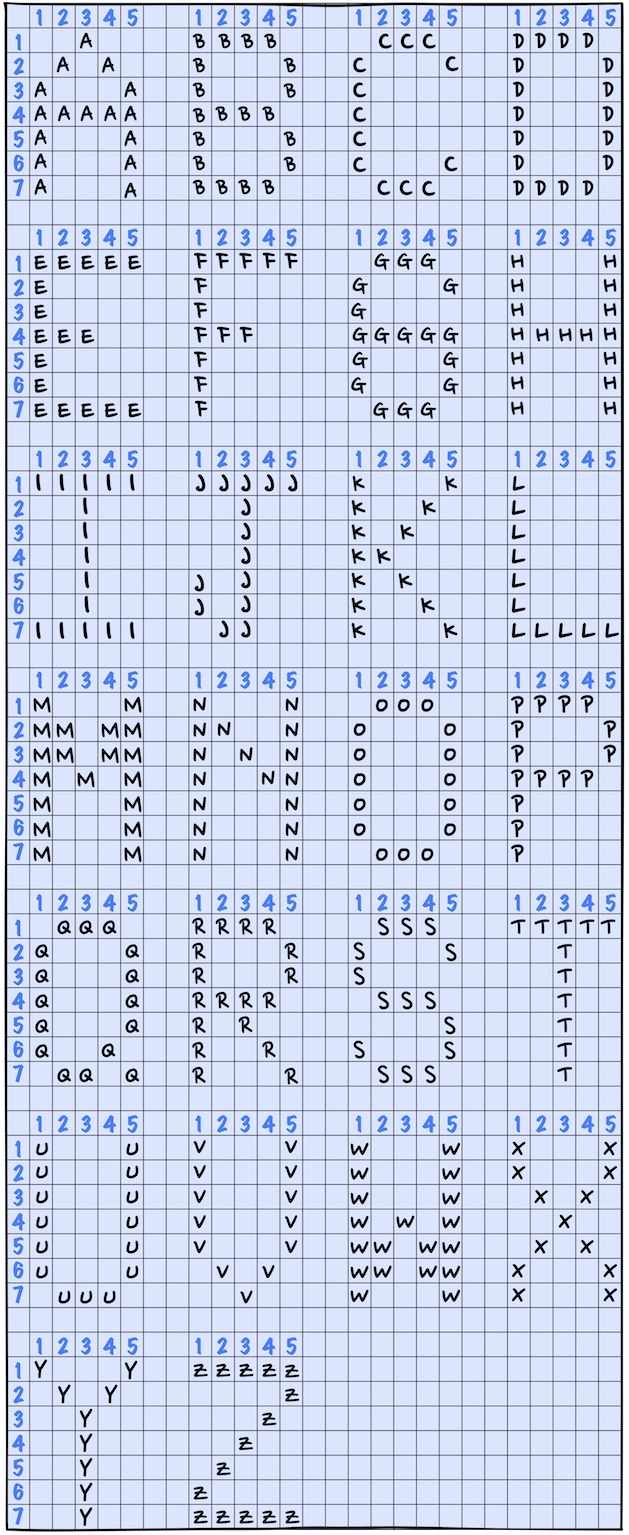 1 2 3 4 5 1 2 3 4 5 1 2 3 4 5 1 2 3 4 5
1 A B B B B C C C D D D D
2 A A B B C C D D
3 A A B B C D D
4 A A A A A B B B B C D D
5 A A B B C D D
6 A A B B C C D D
7 A A B B B B C C C D D D D
1 2 3 4 5 1 2 3 4 5 1 2 3 4 5 1 2 3 4 5
1 E E E E E F F F F F G G G H H
2 E F G G H H
3 E F G H H
4 E E E F F F G G G G G H H H H H
5 E F G G H H
6 E F G G H H
7 E E E E E F G G G H H
1 2 3 4 5 1 2 3 4 5 1 2 3 4 5 1 2 3 4 5
1 I I I I I J J J J J K K L
2 I J K K L
3 I J K K L
4 I J K K L
5 I J J K K L
6 I J J K K L
7 I I I I I J J K K L L L L L
1 2 3 4 5 1 2 3 4 5 1 2 3 4 5 1 2 3 4 5
1 M M N N O O O P P P P
2 M M M M N N N O O P P
3 M M M M N N N O O P P
4 M M M N N N O O P P P P
5 M M N N O O P
6 M M N N O O P
7 M M N N O O O P
1 2 3 4 5 1 2 3 4 5 1 2 3 4 5 1 2 3 4 5
1 Q Q Q R R R R S S S T T T T T
2 Q Q R R S S T
3 Q Q R R S T
4 Q Q R R R R S S S T
5 Q Q R R S T
6 Q Q R R S S T
7 Q Q Q R R S S S T
1 2 3 4 5 1 2 3 4 5 1 2 3 4 5 1 2 3 4 5
1 U U V V W W X X
2 U U V V W W X X
3 U U V V W W X X
4 U U V V W W W X
5 U U V V W W W W X X
6 U U V V W W W W X X
7 U U U V W W X X
1 2 3 4 5 1 2 3 4 5
1 Y Y Z Z Z Z Z
2 Y Y Z
3 Y Z
4 Y Z
5 Y Z
6 Y Z
7 Y Z Z Z Z Z